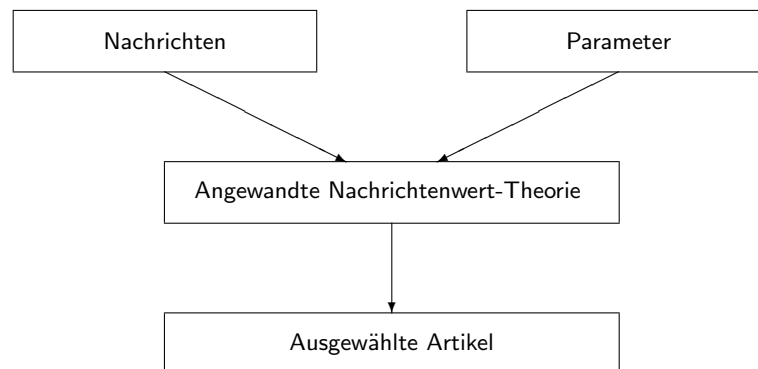 Nachrichten
Parameter
Angewandte Nachrichtenwert-Theorie
Ausgewählte Artikel